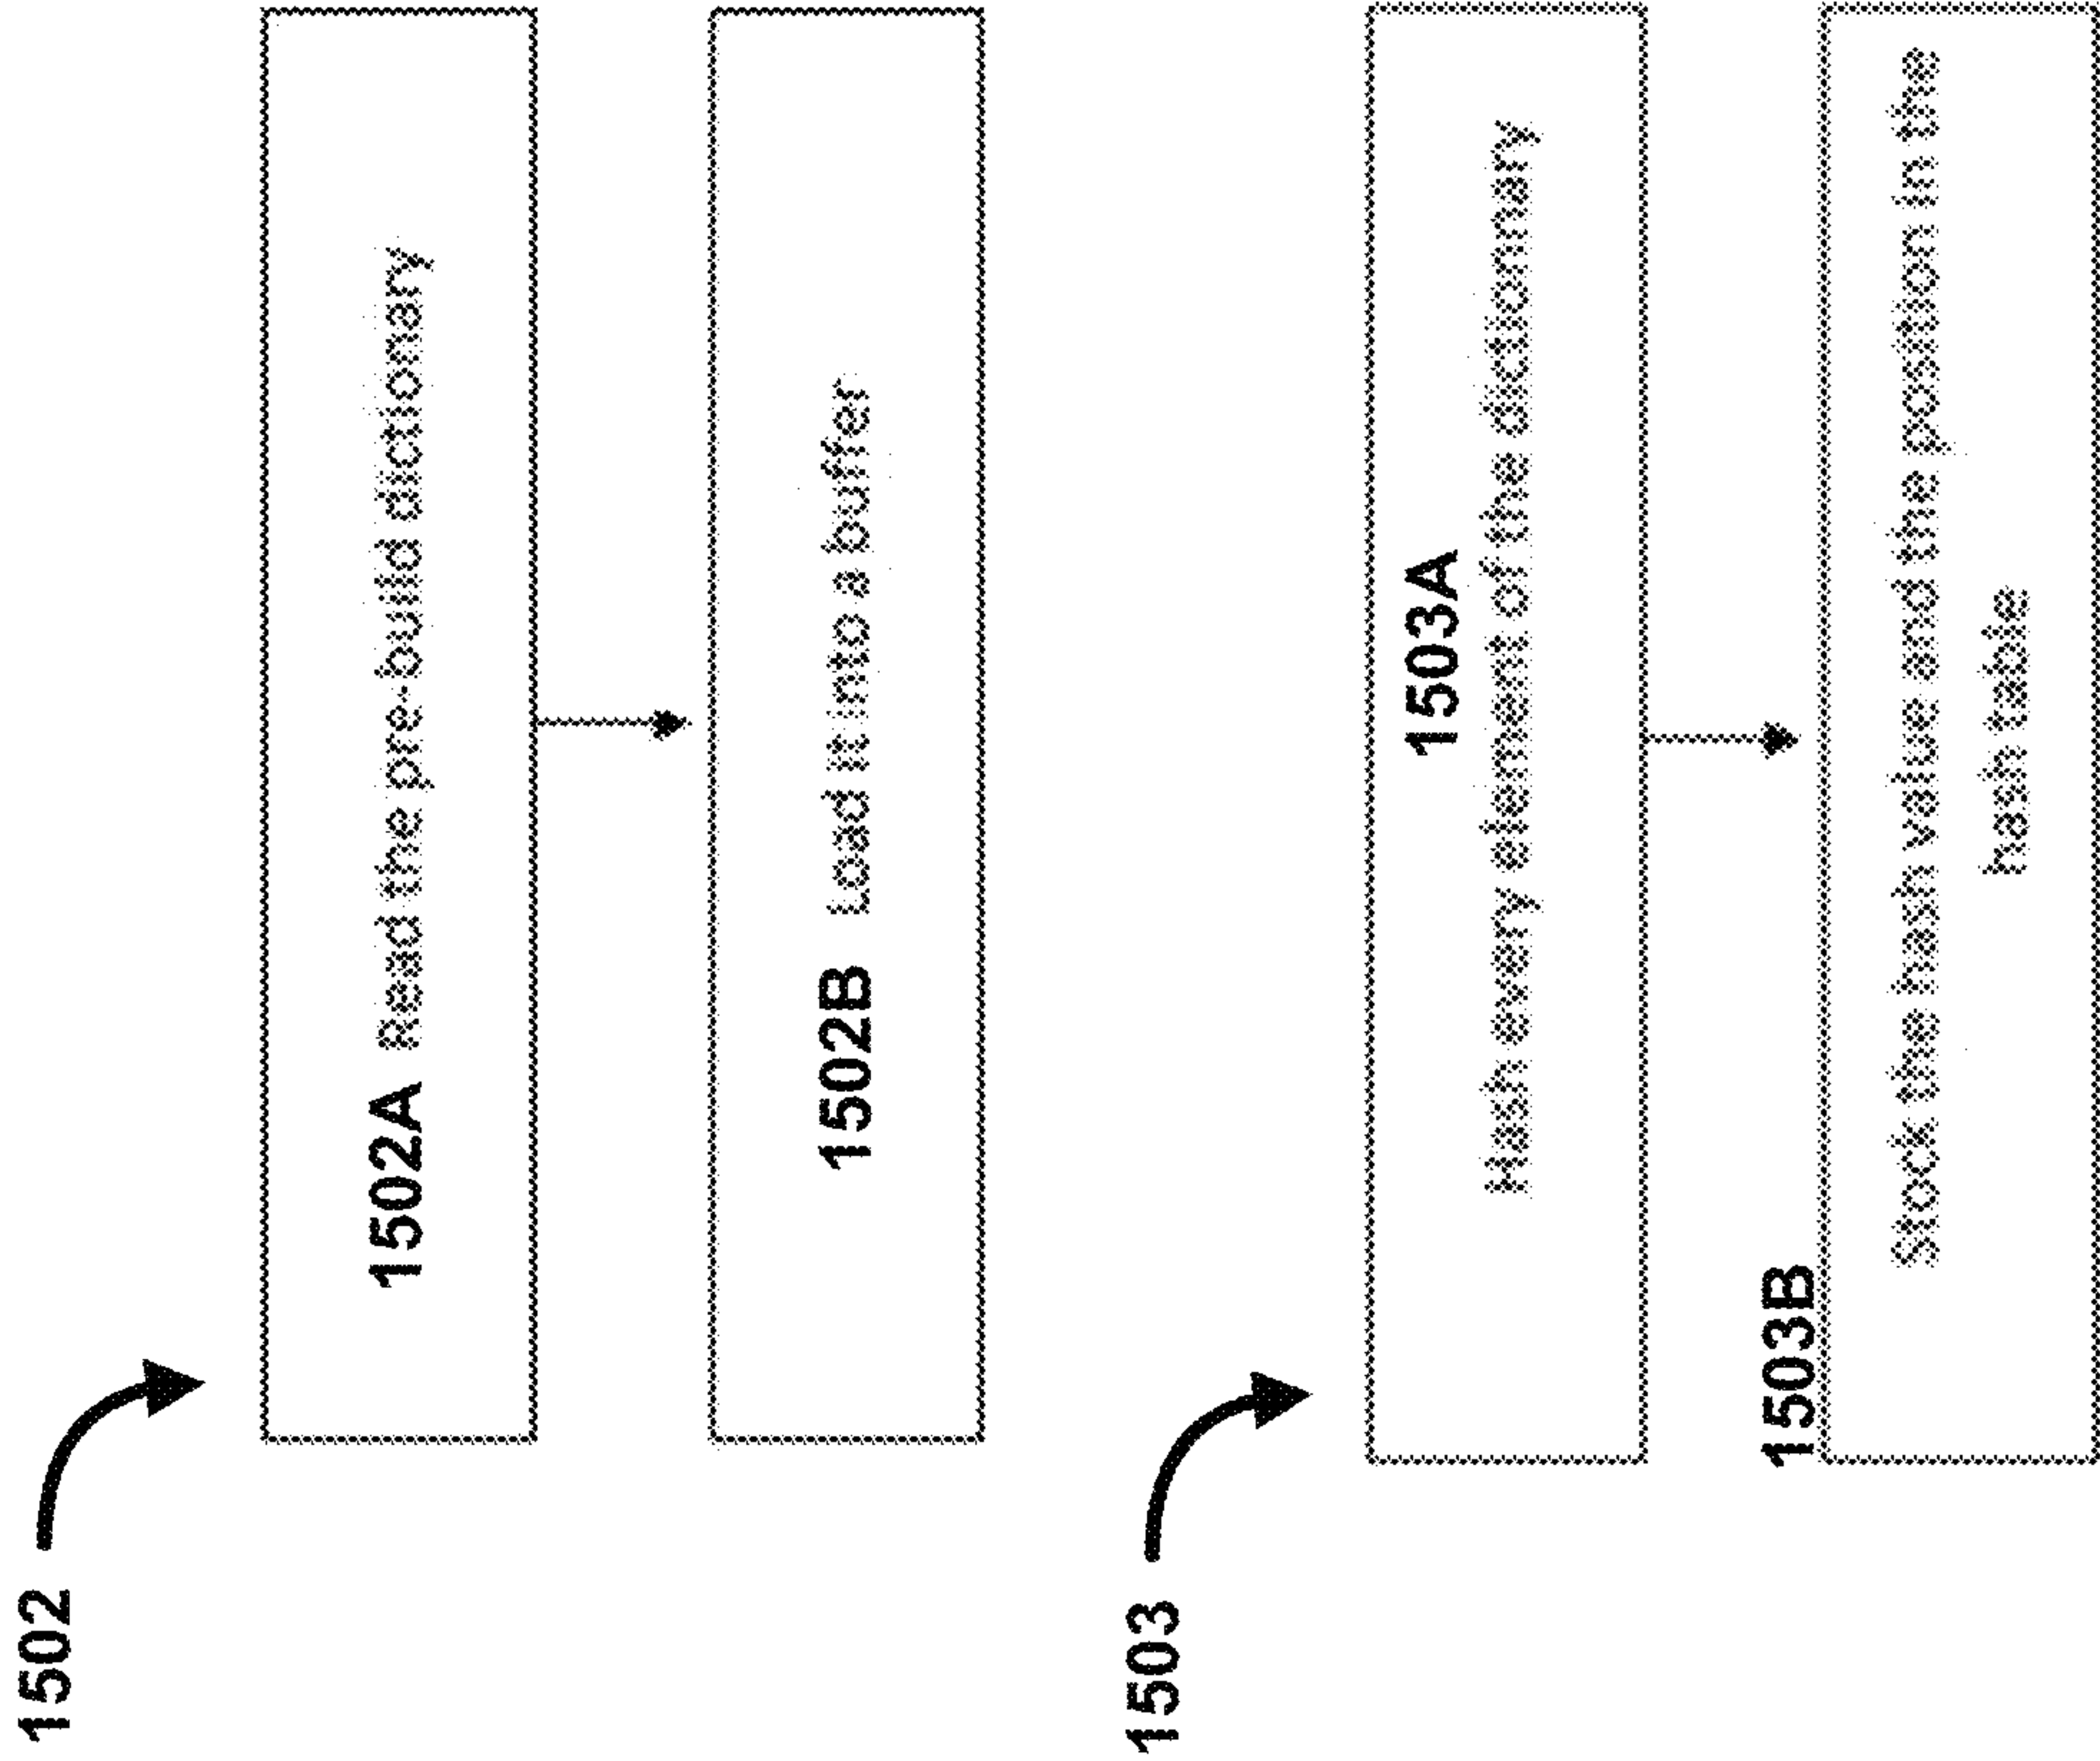 1502
1502A Read the pre-build dictionary
1502B Load it into a buffer
1503
1503A
Hash every element of the dictionary
1503B
Stock the hash value and the position in the
hash table